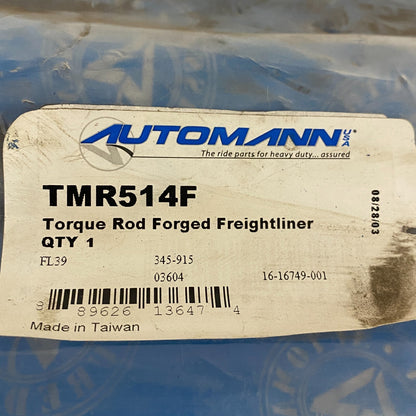 AUTOMANN USA
The ride parts for heavy duty... assured
TMR514F
Torque Rod Forged Freightliner
QTY 1
08/28/03
FL39 345-915
03604 16-16749-001
8 89626 13647 4
Made in Taiwan